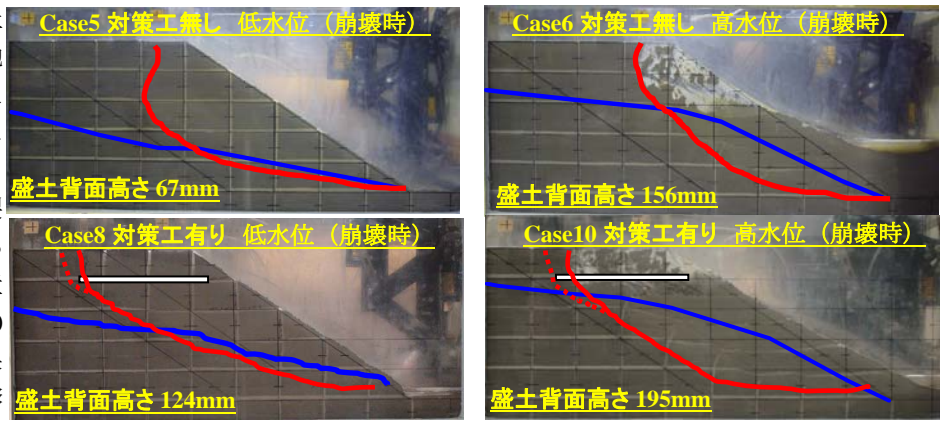 Case5 対策工無し 低水位（崩壊時）
盛土背面高さ 67mm
Case6 対策工無し 高水位（崩壊時）
盛土背面高さ 156mm
Case8 対策工有り 低水位（崩壊時）
盛土背面高さ 124mm
Case10 対策工有り 高水位（崩壊時）
盛土背面高さ 195mm